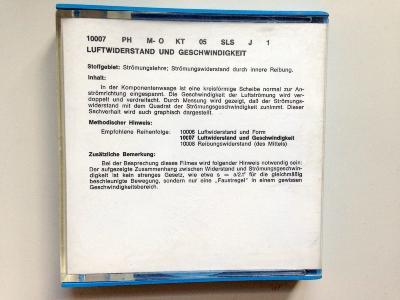 10007 PH M-O KT 05 SLS J 1
LUFTWIDERSTAND UND GESCHWINDIGKEIT
Stoffgebiet: Strömungslehre; Strömungswiderstand durch innere Reibung.
Inhalt:
In der Komponentenwaage ist eine kreisförmige Scheibe normal zur An-
strömrichtung eingespannt. Die Geschwindigkeit der Luftströmung wird ver-
doppelt und verdreifacht. Durch Messung wird gezeigt, daß der Strömungs-
widerstand mit dem Quadrat der Strömungsgeschwindigkeit zunimmt. Dieser
Sachverhalt wird auch graphisch dargestellt.
Methodischer Hinweis:
Empfohlene Reihenfolge: 10006 Luftwiderstand und Form
10007 Luftwiderstand und Geschwindigkeit
10008 Reibungswiderstand (des Mittels)
Zusätzliche Bemerkung:
Bei der Besprechung dieses Filmes wird folgender Hinweis notwendig sein:
Der aufgezeigte Zusammenhang zwischen Widerstand und Strömungsgeschwin-
digkeit ist kein strenges Gesetz, wie etwa s = a/2.t² für die gleichmäßig
beschleunigte Bewegung, sondern nur eine „Faustregel" in einem gewissen
Geschwindigkeitsbereich.